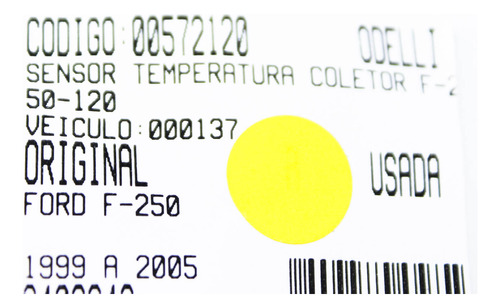 CODIGO:00572120 ODELLI
SENSOR TEMPERATURA COLETOR F-2
50-120
VEICULO:000137
ORIGINAL USADA
FORD F-250
1999 A 2005